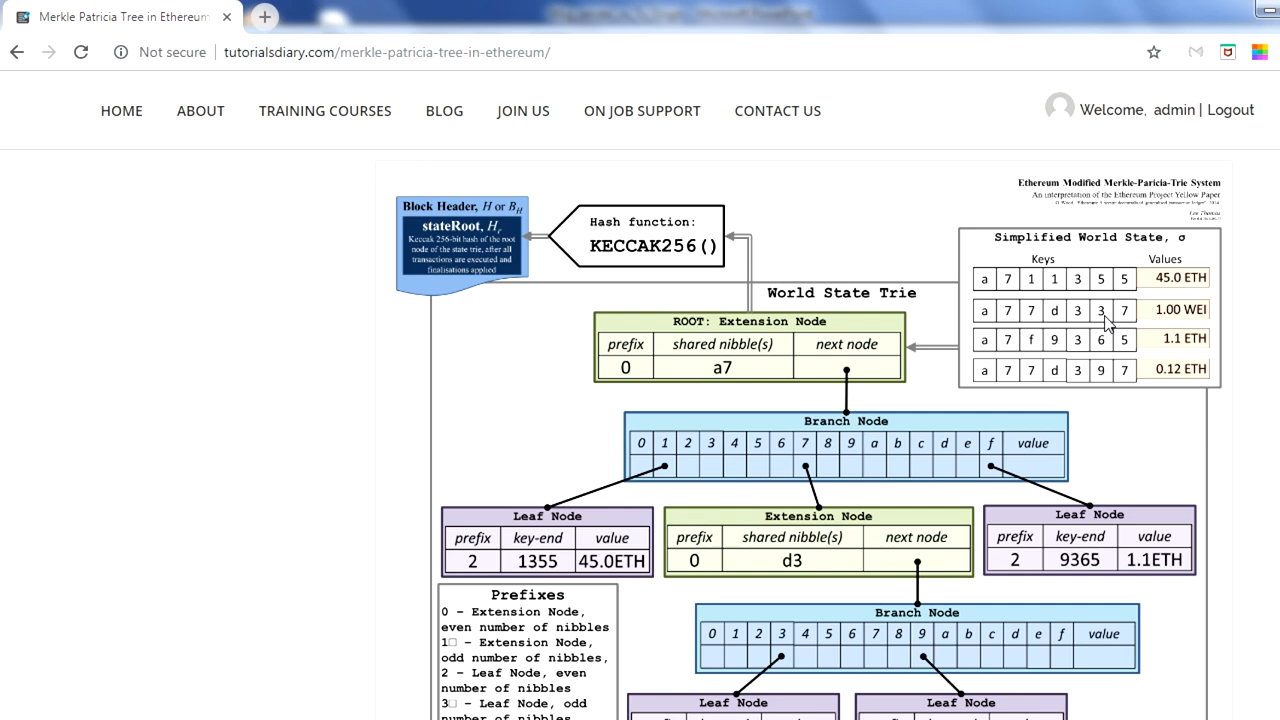 Merkle Patricia Tree in Ethereum
Not secure
tutorialsdiary.com/merkle-patricia-tree-in-ethereum/
HOME ABOUT TRAINING COURSES BLOG JOIN US ON JOB SUPPORT CONTACT US
Welcome, admin | Logout
Ethereum Modified Merkle-Paricia-Trie System
An interpretation of the Ethereum Project Yellow Paper
Block Header, H or BH
stateRoot, Hr
Keccak 256-bit hash of the root
node of the state trie, after all
transactions are executed and
finalisations applied
Hash function:
KECCAK256()
World State Trie
Simplified World State, σ
Keys Values
a 7 1 1 3 5 5 45.0 ETH
a 7 7 d 3 3 7 1.00 WEI
a 7 f 9 3 6 5 1.1 ETH
a 7 7 d 3 9 7 0.12 ETH
ROOT: Extension Node
prefix shared nibble(s) next node
0 a7
Branch Node
0 1 2 3 4 5 6 7 8 9 a b c d e f value
Leaf Node
prefix key-end value
2 1355 45.0ETH
Extension Node
prefix shared nibble(s) next node
0 d3
Leaf Node
prefix key-end value
2 9365 1.1ETH
Prefixes
0 - Extension Node,
even number of nibbles
1□ - Extension Node,
odd number of nibbles,
2 - Leaf Node, even
number of nibbles
3□ - Leaf Node, odd
number of nibbles
Branch Node
0 1 2 3 4 5 6 7 8 9 a b c d e f value
Leaf Node
Leaf Node